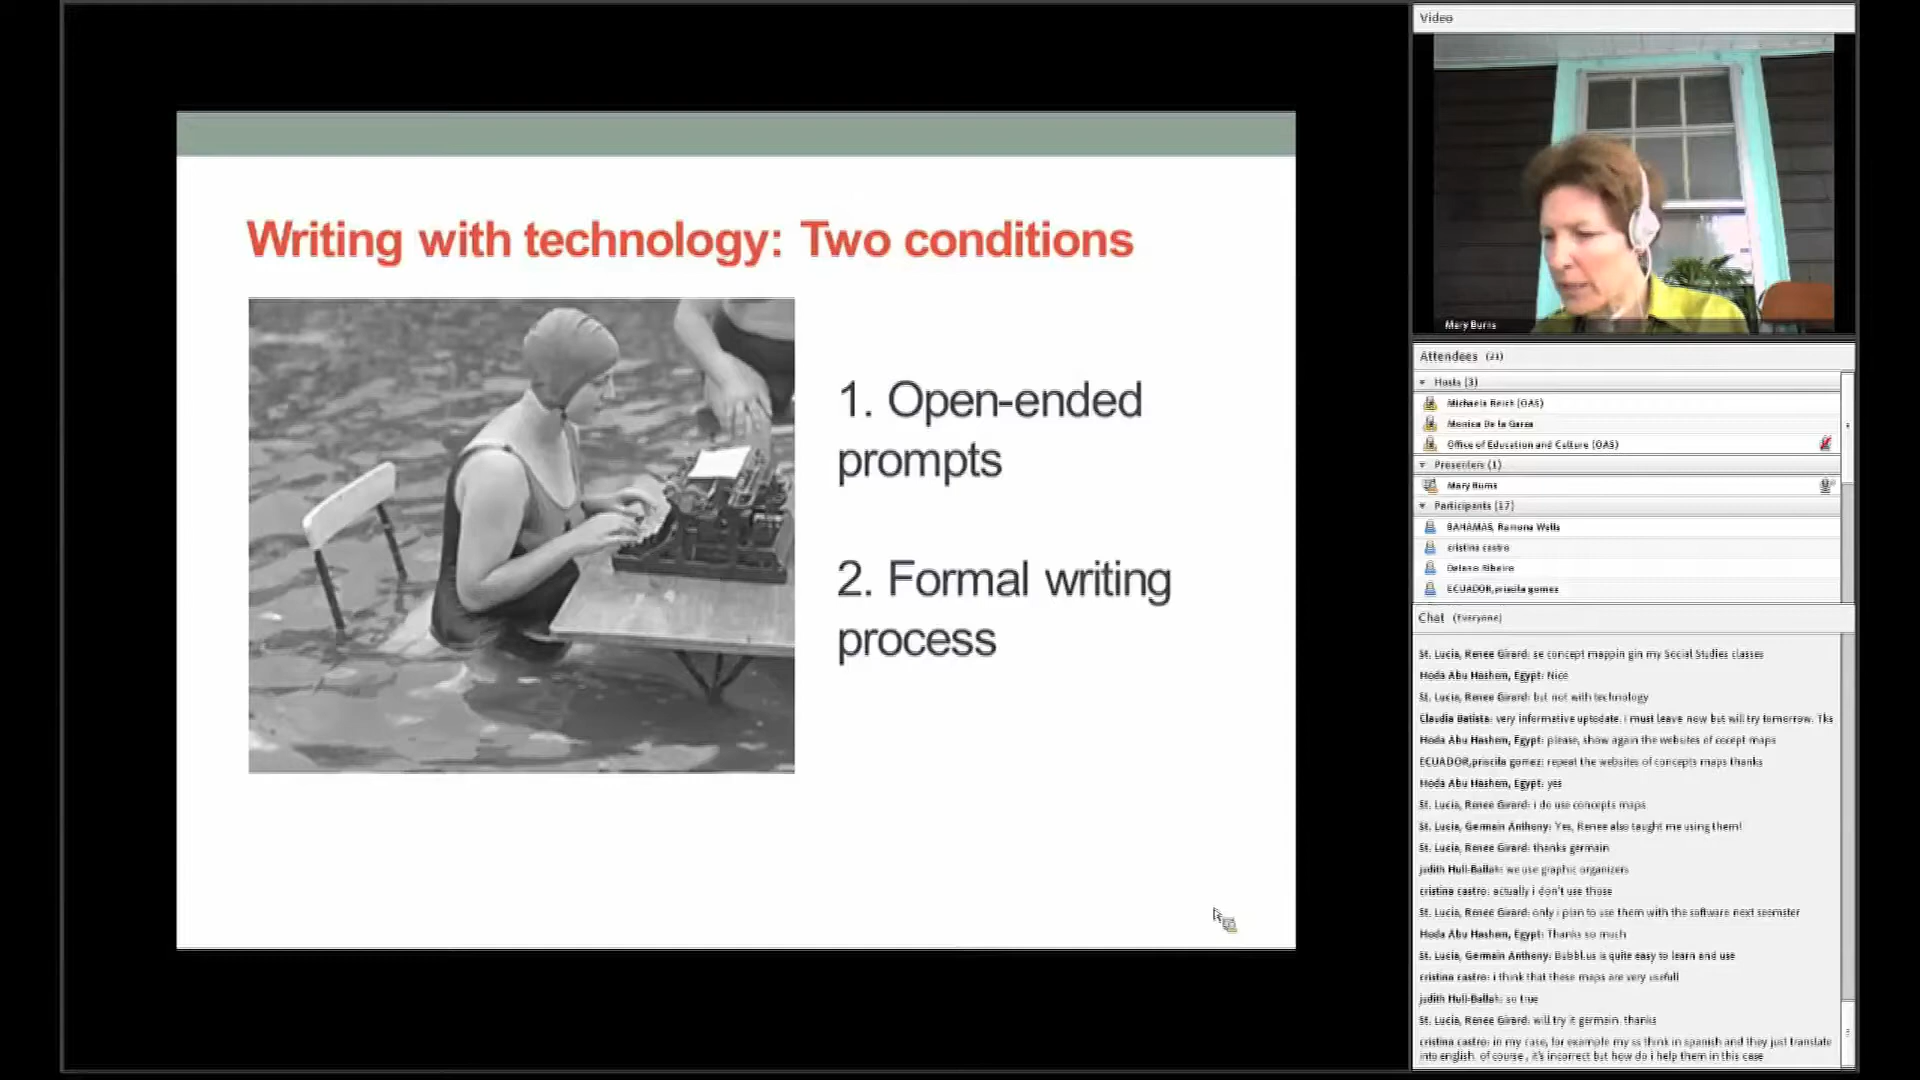 Writing with technology: Two conditions
1. Open-ended
prompts
2. Formal writing
process
Video
Mary Burns
Attendees (21)
Hosts (3)
Michaela Reich (OAS)
Monica De la Garza
Office of Education and Culture (OAS)
Presenters (1)
Mary Burns
Participants (17)
BAHAMAS, Ramona Wells
cristina castro
Delano Ribeiro
ECUADOR,priscila gomez
Chat (Everyone)
St. Lucia, Renee Girard: se concept mappin gin my Social Studies classes
Hoda Abu Hashem, Egypt: Nice
St. Lucia, Renee Girard: but not with technology
Claudia Batista: very informative uptodate. i must leave now but will try tomorrow. Tks
Hoda Abu Hashem, Egypt: please, show again the websites of cocept maps
ECUADOR,priscila gomez: repeat the websites of concepts maps thanks
Hoda Abu Hashem, Egypt: yes
St. Lucia, Renee Girard: i do use concepts maps
St. Lucia, Germain Anthony: Yes, Renee also taught me using them!
St. Lucia, Renee Girard: thanks germain
judith Hull-Ballah: we use graphic organizers
cristina castro: actually i don't use those
St. Lucia, Renee Girard: only i plan to use them with the software next seemster
Hoda Abu Hashem, Egypt: Thanks so much
St. Lucia, Germain Anthony: Bubbl.us is quite easy to learn and use
cristina castro: i think that these maps are very usefull
judith Hull-Ballah: so true
St. Lucia, Renee Girard: will try it germain. thanks
cristina castro: in my case, for example my ss think in spanish and they just translate
into english. of course , it's incorrect but how do i help them in this case